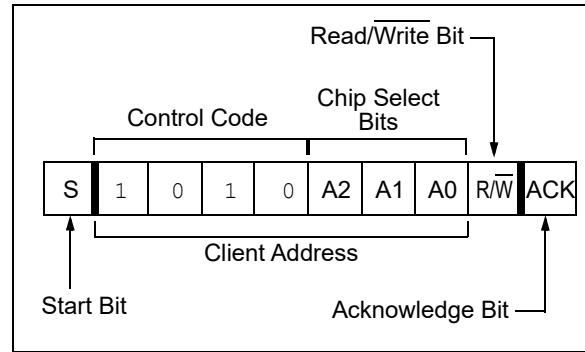 Read/Write Bit
Chip Select
Bits
Control Code
S 1 0 1 0 A2 A1 A0 R/W ACK
Client Address
Start Bit
Acknowledge Bit